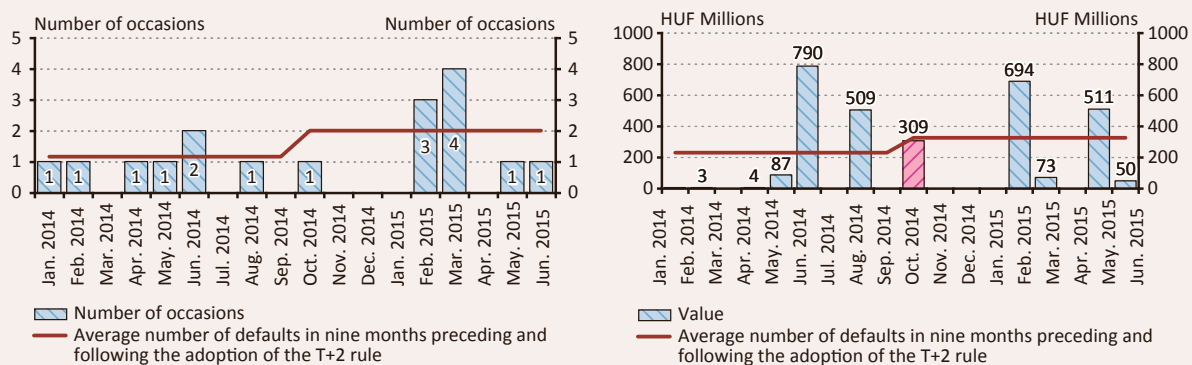 Number of occasions
Number of occasions
5
4
3
2
1
0
1
1
1
1
2
1
1
3
4
1
1
5
4
3
2
1
0
Jan. 2014
Feb. 2014
Mar. 2014
Apr. 2014
May. 2014
Jun. 2014
Jul. 2014
Aug. 2014
Sep. 2014
Oct. 2014
Nov. 2014
Dec. 2014
Jan. 2015
Feb. 2015
Mar. 2015
Apr. 2015
May. 2015
Jun. 2015
Number of occasions
Average number of defaults in nine months preceding and
following the adoption of the T+2 rule
HUF Millions
HUF Millions
1000
800
600
400
200
0
3
4
87
790
509
309
694
73
511
50
1000
800
600
400
200
0
Jan. 2014
Feb. 2014
Mar. 2014
Apr. 2014
May. 2014
Jun. 2014
Jul. 2014
Aug. 2014
Sep. 2014
Oct. 2014
Nov. 2014
Dec. 2014
Jan. 2015
Feb. 2015
Mar. 2015
Apr. 2015
May. 2015
Jun. 2015
Value
Average number of defaults in nine months preceding and
following the adoption of the T+2 rule